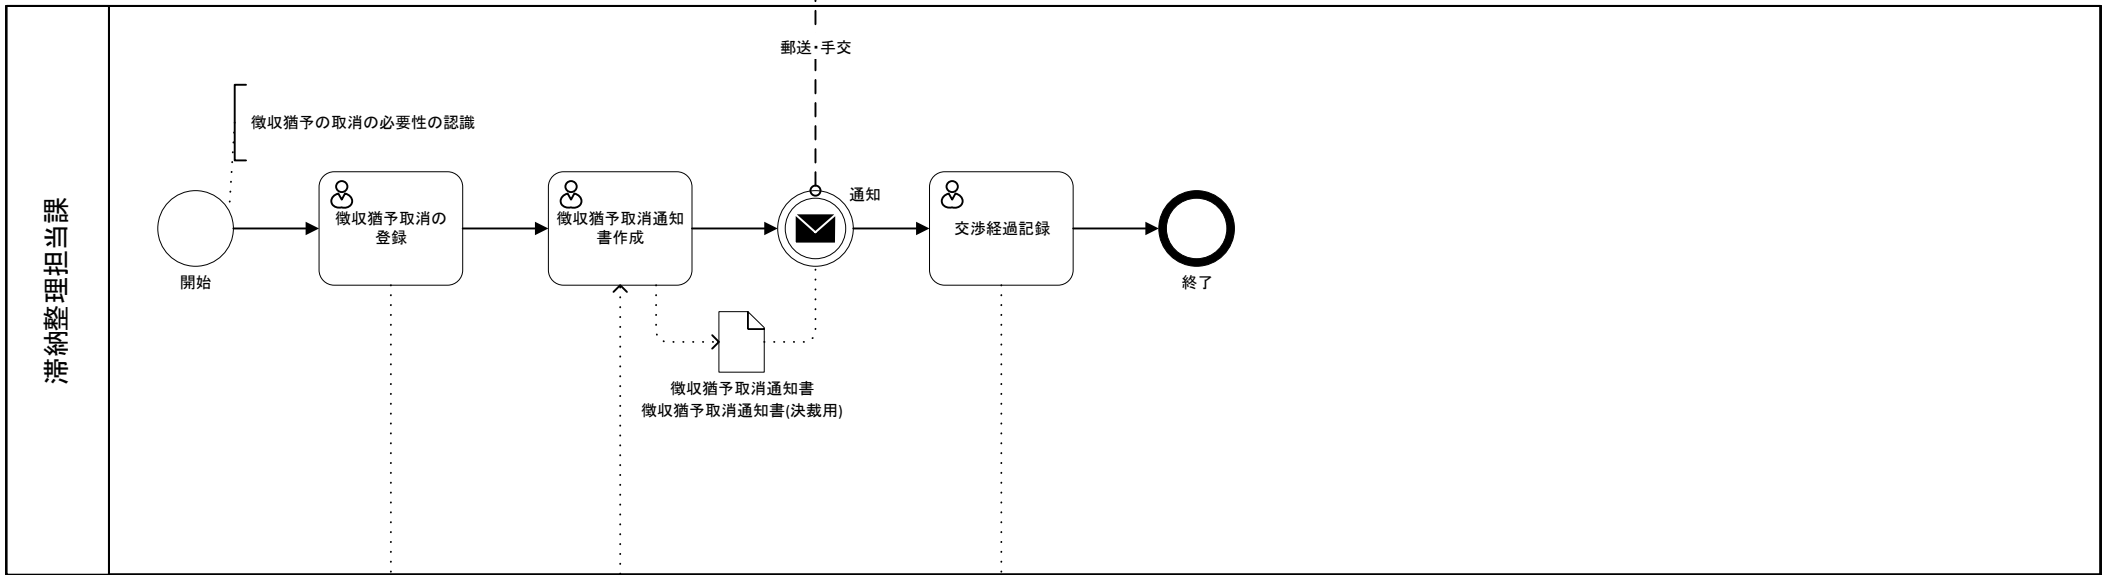 郵送・手交
徴収猶予の取消の必要性の認識
滞納整理担当課
開始
徴収猶予取消の
登録
徴収猶予取消通知
書作成
通知
交渉経過記録
終了
徴収猶予取消通知書
徴収猶予取消通知書(決裁用)